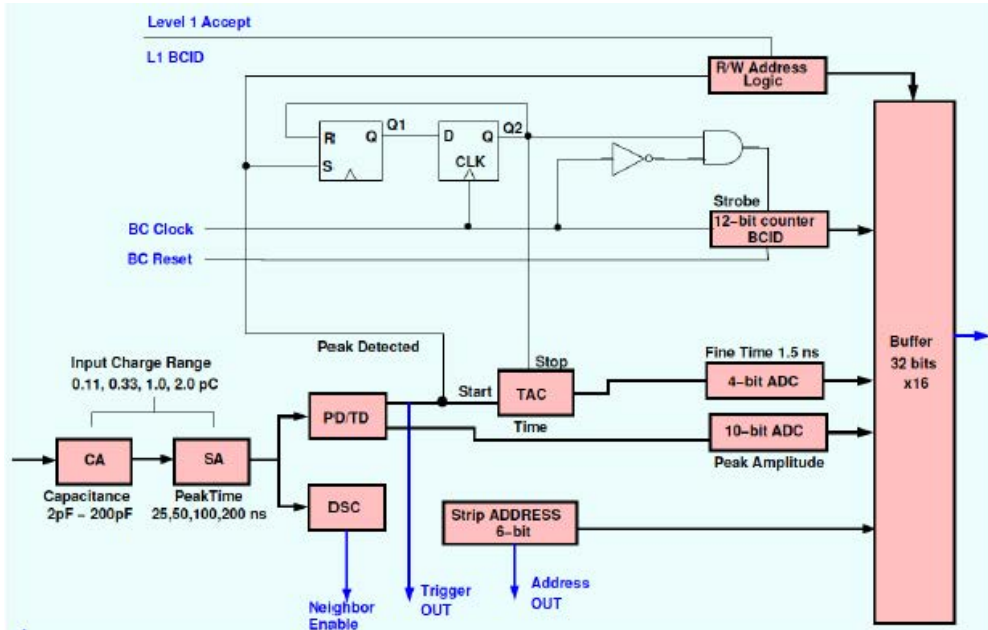 Level 1 Accept
L1 BCID
R/W Address
Logic
R
S
Q
Q1
D
Q
CLK
Q2
Strobe
BC Clock
12-bit counter
BCID
BC Reset
Peak Detected
Input Charge Range
0.11, 0.33, 1.0, 2.0 pC
Stop
Start
TAC
Time
Fine Time 1.5 ns
4-bit ADC
Buffer
32 bits
x16
PD/TD
10-bit ADC
Peak Amplitude
CA
SA
Capacitance
2pF – 200pF
PeakTime
25,50,100,200 ns
DSC
Strip ADDRESS
6-bit
Neighbor
Enable
Trigger
OUT
Address
OUT